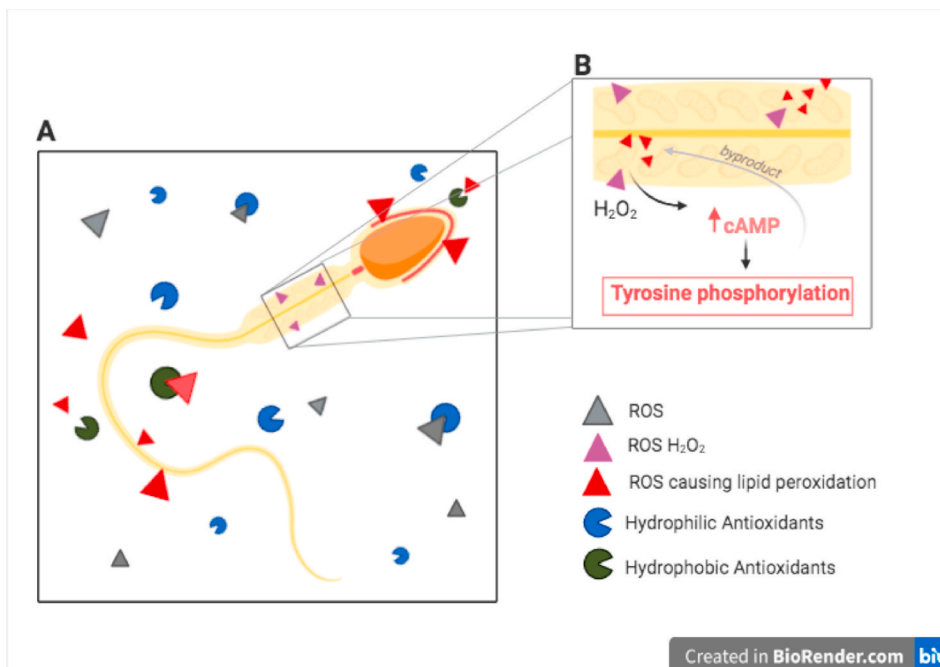 A
B
byproduct
H₂O₂
cAMP
Tyrosine phosphorylation
ROS
ROS H₂O₂
ROS causing lipid peroxidation
Hydrophilic Antioxidants
Hydrophobic Antioxidants
Created in BioRender.com